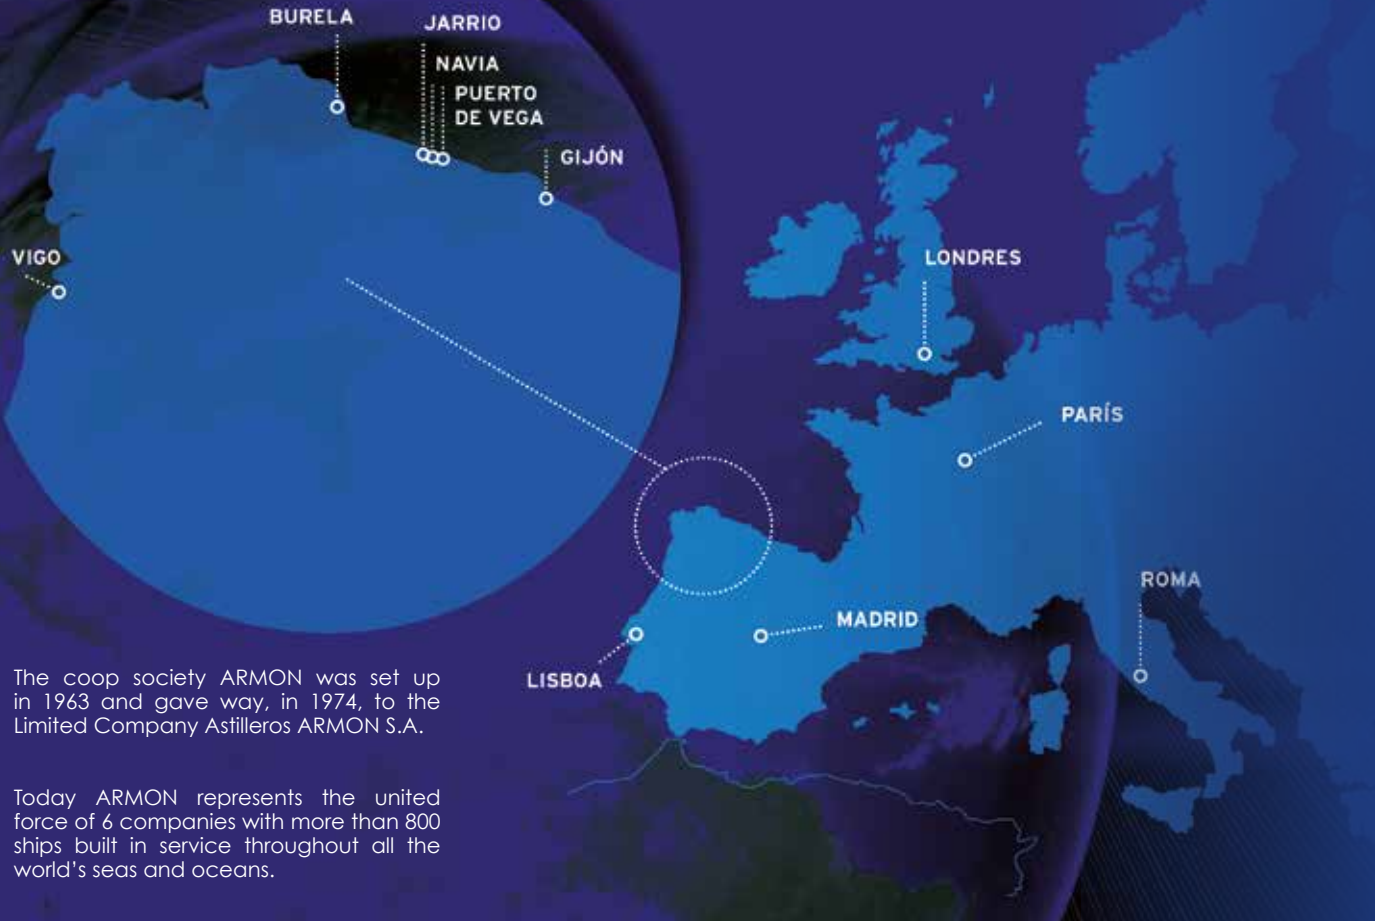 BURELA
JARRIO
NAVIA
PUERTO
DE VEGA
GIJÓN
VIGO
LONDRES
PARÍS
ROMA
MADRID
LISBOA
The coop society ARMON was set up
in 1963 and gave way, in 1974, to the
Limited Company Astilleros ARMON S.A.
Today ARMON represents the united
force of 6 companies with more than 800
ships built in service throughout all the
world's seas and oceans.